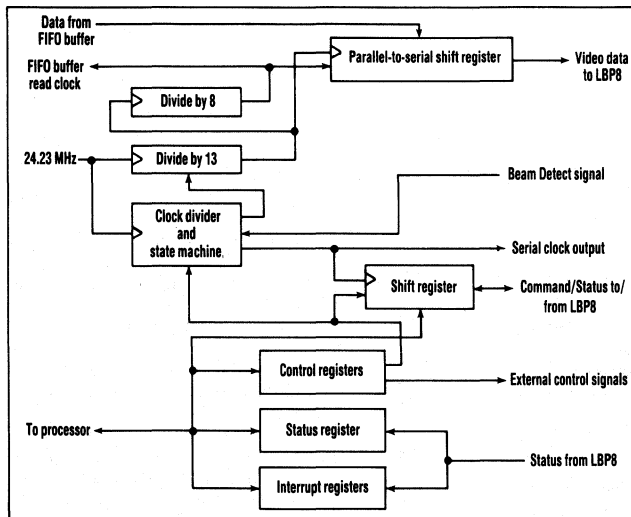 Data from
FIFO buffer
Parallel-to-serial shift register
Video data
to LBP8
FIFO buffer
read clock
Divide by 8
24.23 MHz
Divide by 13
Beam Detect signal
Clock divider
and
state machine.
Serial clock output
Shift register
Command/Status to/
from LBP8
Control registers
External control signals
To processor
Status register
Status from LBP8
Interrupt registers